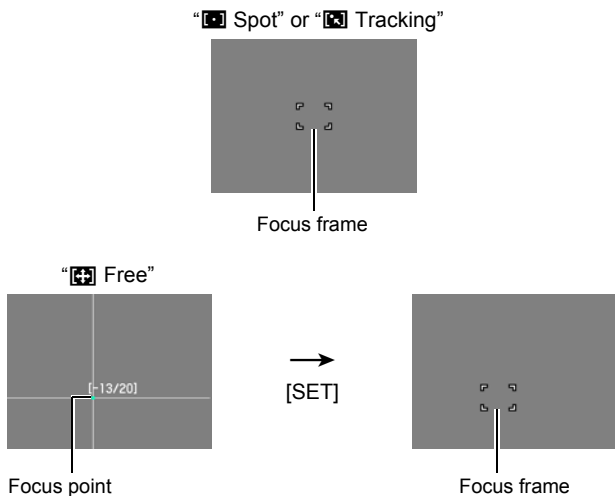 “[•] Spot” or “[↖] Tracking”
Focus frame
“[✥] Free”
[-13/20]
[SET]
Focus point
Focus frame